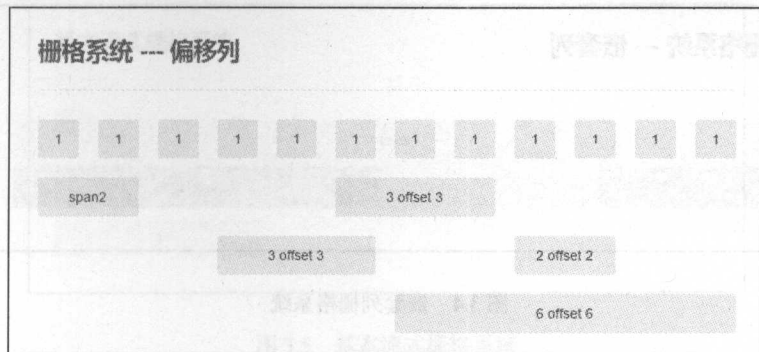 栅格系统 --- 偏移列
1 1 1 1 1 1 1 1 1 1 1 1
span2 3 offset 3
3 offset 3 2 offset 2
6 offset 6